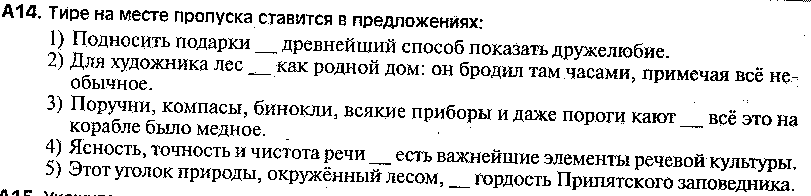 А14. Тире на месте пропуска ставится в предложениях:
1) Подносить подарки __ древнейший способ показать дружелюбие.
2) Для художника лес __ как родной дом: он бродил там часами, примечая всё не-
обычное.
3) Поручни, компасы, бинокли, всякие приборы и даже пороги кают __ всё это на
корабле было медное.
4) Ясность, точность и чистота речи __ есть важнейшие элементы речевой культуры.
5) Этот уголок природы, окружённый лесом, __ гордость Припятского заповедника.